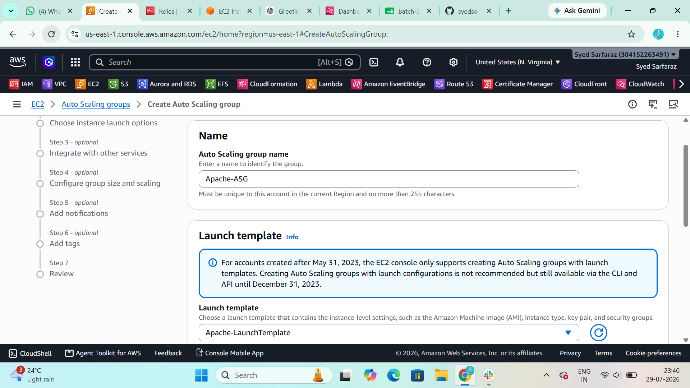 (4) Wha
Create
Roles |
EC2 Inst
Greetin
Dashbo
Batch-2
syedsa
Ask Gemini
us-east-1.console.aws.amazon.com/ec2/home?region=us-east-1#CreateAutoScalingGroup:
aws
Search
[Alt+S]
United States (N. Virginia)
Syed Sarfaraz (304152263491)
Syed Sarfaraz
IAM
VPC
EC2
S3
Aurora and RDS
EFS
CloudFormation
Lambda
Amazon EventBridge
Route 53
Certificate Manager
CloudFront
CloudWatch
EC2
Auto Scaling groups
Create Auto Scaling group
Choose instance launch options
Step 3 - optional
Integrate with other services
Step 4 - optional
Configure group size and scaling
Step 5 - optional
Add notifications
Step 6 - optional
Add tags
Step 7
Review
Name
Auto Scaling group name
Enter a name to identify the group.
Apache-ASG
Must be unique to this account in the current Region and no more than 255 characters.
Launch template Info
For accounts created after May 31, 2023, the EC2 console only supports creating Auto Scaling groups with launch
templates. Creating Auto Scaling groups with launch configurations is not recommended but still available via the CLI and
API until December 31, 2023.
Launch template
Choose a launch template that contains the instance-level settings, such as the Amazon Machine Image (AMI), instance type, key pair, and security groups.
Apache-LaunchTemplate
CloudShell
Agent Toolkit for AWS
Feedback
Console Mobile App
© 2026, Amazon Web Services, Inc. or its affiliates.
Privacy
Terms
Cookie preferences
3
24°C
Light rain
Search
ENG
IN
23:40
29-07-2026